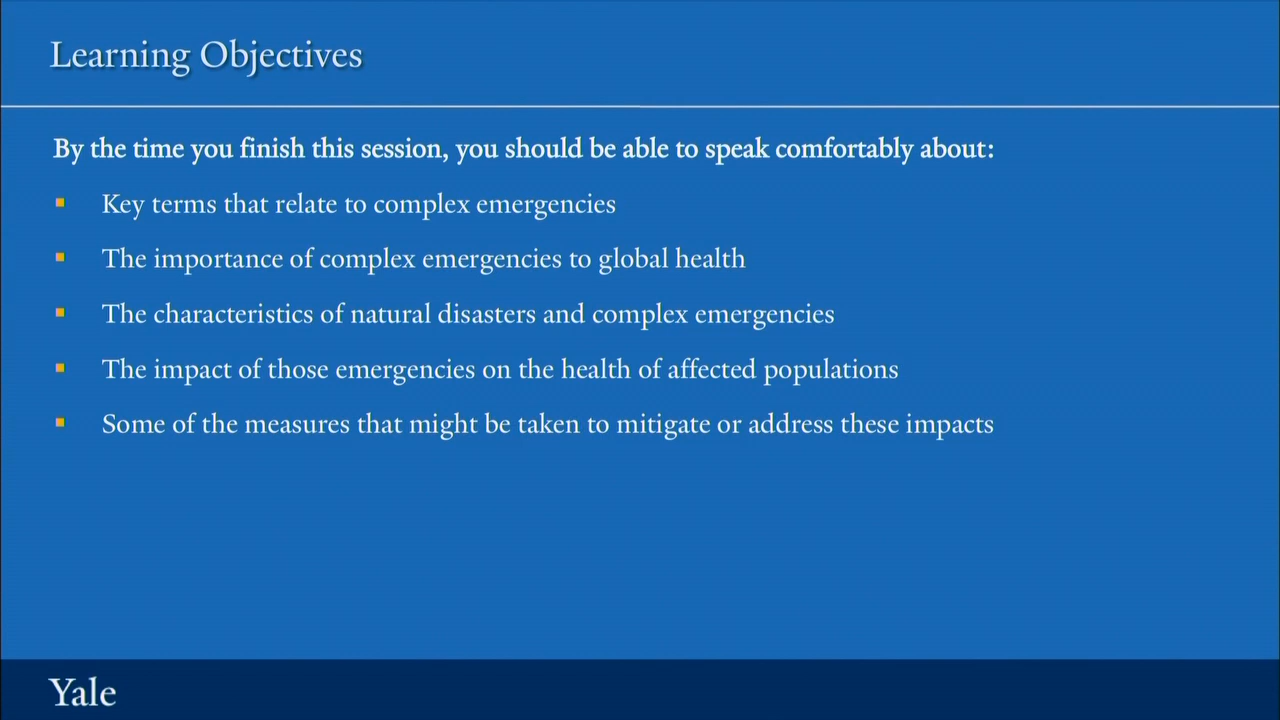 Learning Objectives
By the time you finish this session, you should be able to speak comfortably about:
Key terms that relate to complex emergencies
The importance of complex emergencies to global health
The characteristics of natural disasters and complex emergencies
The impact of those emergencies on the health of affected populations
Some of the measures that might be taken to mitigate or address these impacts
Yale